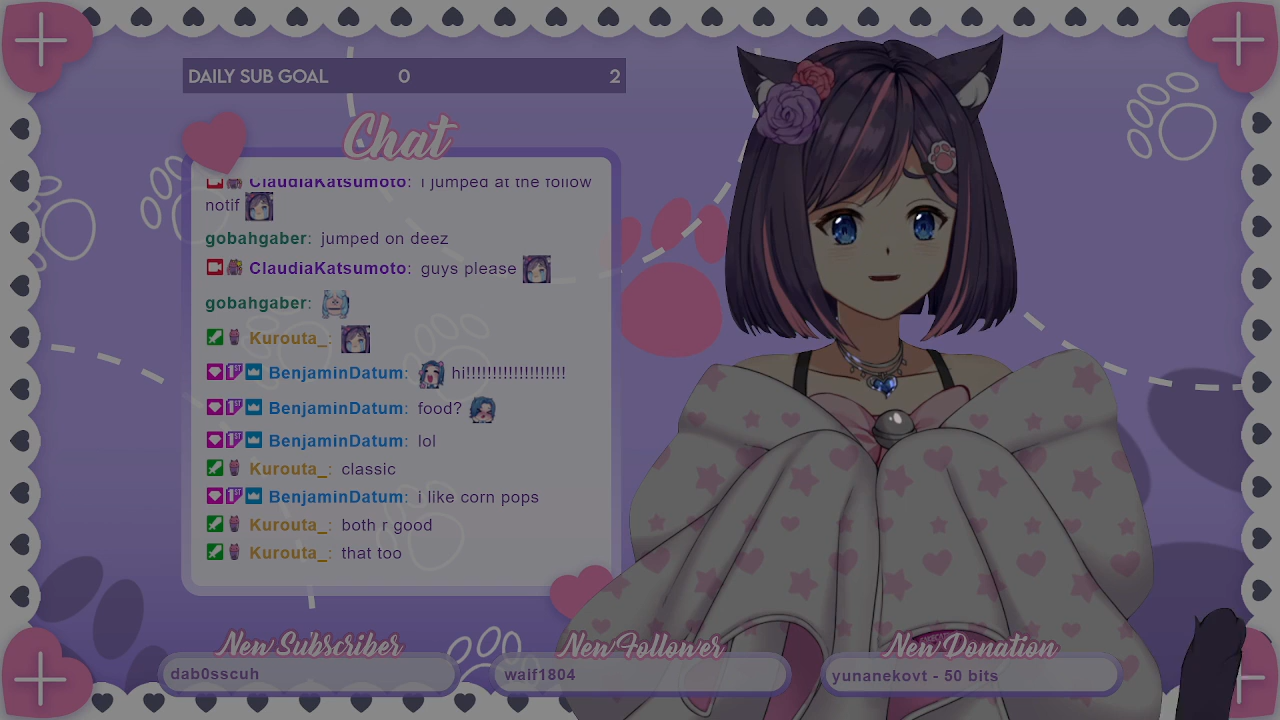 DAILY SUB GOAL 0 2
Chat
ClaudiaKatsumoto: i jumped at the follow
notif
gobahgaber: jumped on deez
ClaudiaKatsumoto: guys please
gobahgaber:
Kurouta_:
BenjaminDatum: hi!!!!!!!!!!!!!!!!!!!
BenjaminDatum: food?
BenjaminDatum: lol
Kurouta_: classic
BenjaminDatum: i like corn pops
Kurouta_: both r good
Kurouta_: that too
New Subscriber
dab0sscuh
New Follower
waif1804
New Donation
yunanekovt - 50 bits